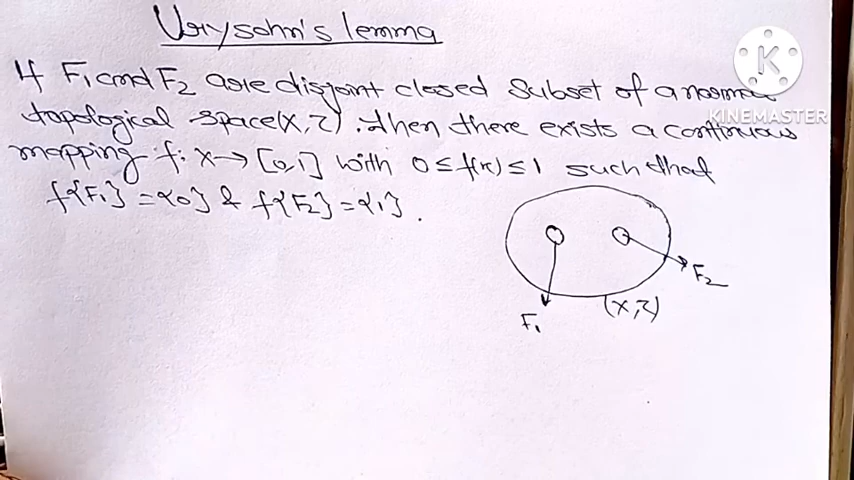 Urysohn's lemma
If F₁ and F₂ are disjoint closed subset of a normal
topological space (X, τ). Then there exists a continuous
mapping f: X → [0,1] with 0 ≤ f(x) ≤ 1 such that
f{F₁} = {0} & f{F₂} = {1}.
F₂
F₁
(X, τ)
K
KINEMASTER